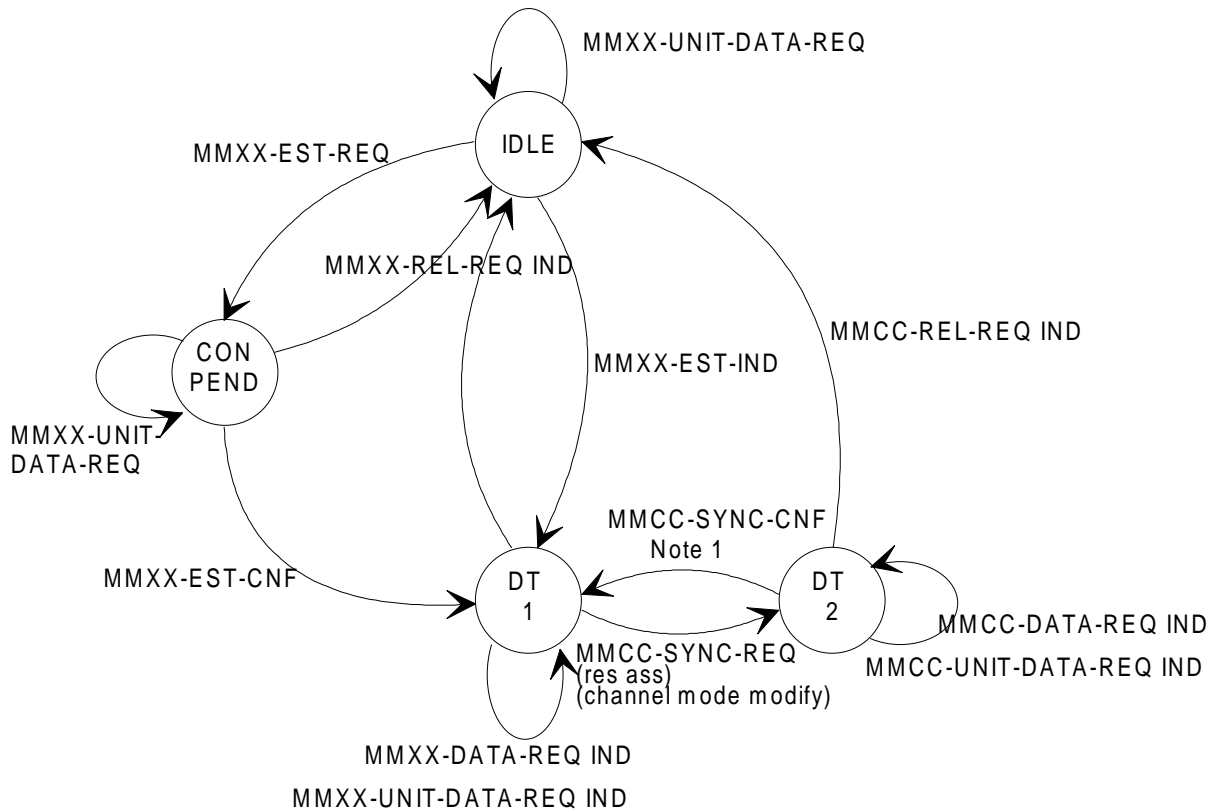 MMXX-UNIT-DATA-REQ
IDLE
MMXX-EST-REQ
MMXX-REL-REQ IND
MMCC-REL-REQ IND
CON
PEND
MMXX-EST-IND
MMXX-UNIT-
DATA-REQ
MMCC-SYNC-CNF
Note 1
MMXX-EST-CNF
DT
1
DT
2
MMCC-DATA-REQ IND
MMCC-UNIT-DATA-REQ IND
MMCC-SYNC-REQ
(res ass)
(channel mode modify)
MMXX-DATA-REQ IND
MMXX-UNIT-DATA-REQ IND